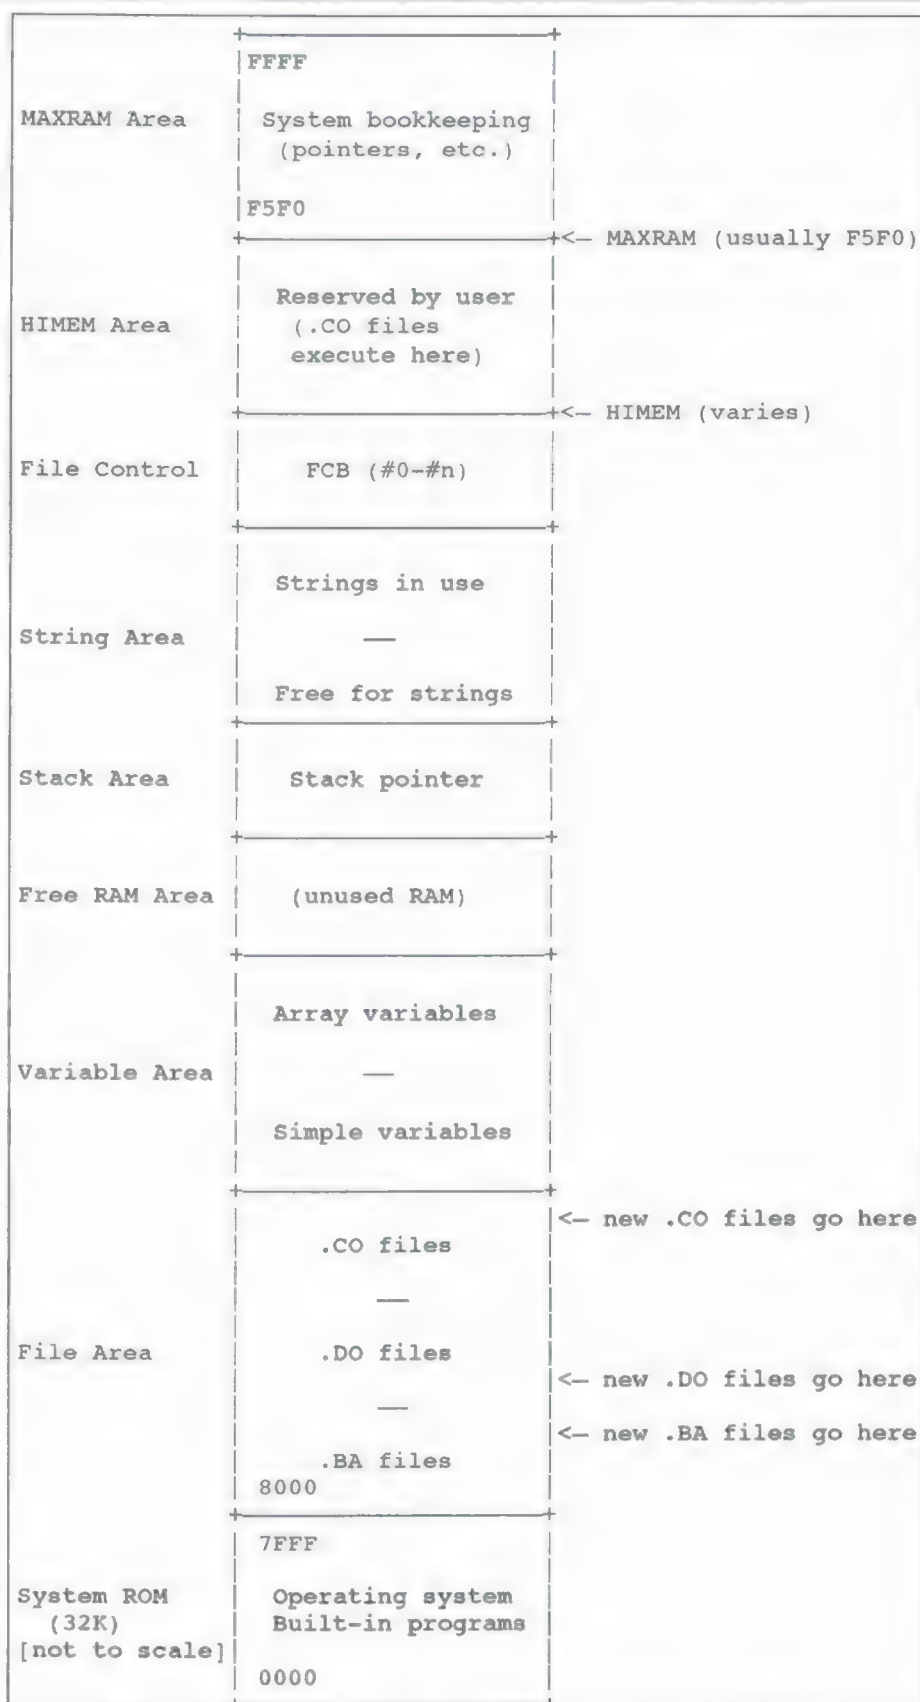 FFFF
MAXRAM Area System bookkeeping
(pointers, etc.)
F5F0
<— MAXRAM (usually F5F0)
Reserved by user
HIMEM Area (.CO files
execute here)
<— HIMEM (varies)
File Control FCB (#0-#n)
Strings in use
String Area —
Free for strings
Stack Area Stack pointer
Free RAM Area (unused RAM)
Array variables
Variable Area —
Simple variables
<— new .CO files go here
.CO files
—
File Area .DO files
<— new .DO files go here
—
<— new .BA files go here
.BA files
8000
7FFF
System ROM Operating system
(32K) Built-in programs
[not to scale]
0000